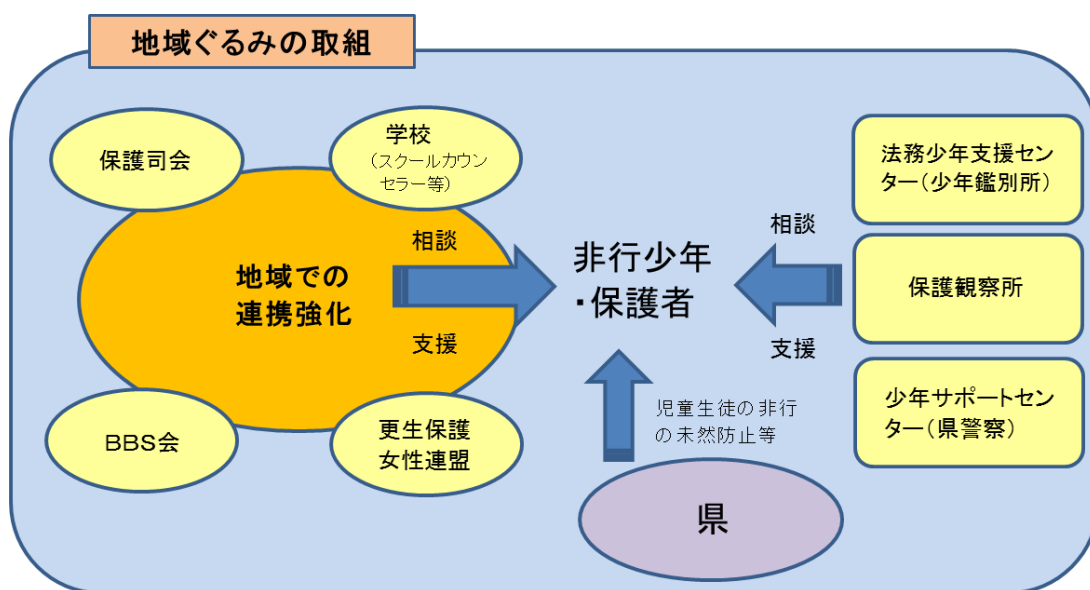 地域ぐるみの取組
保護司会
学校
（スクールカウン
セラー等）
地域での
連携強化
相談
支援
BBS会
更生保護
女性連盟
非行少年
・保護者
相談
支援
法務少年支援セン
ター（少年鑑別所）
保護観察所
少年サポートセン
ター（県警察）
児童生徒の非行
の未然防止等
県